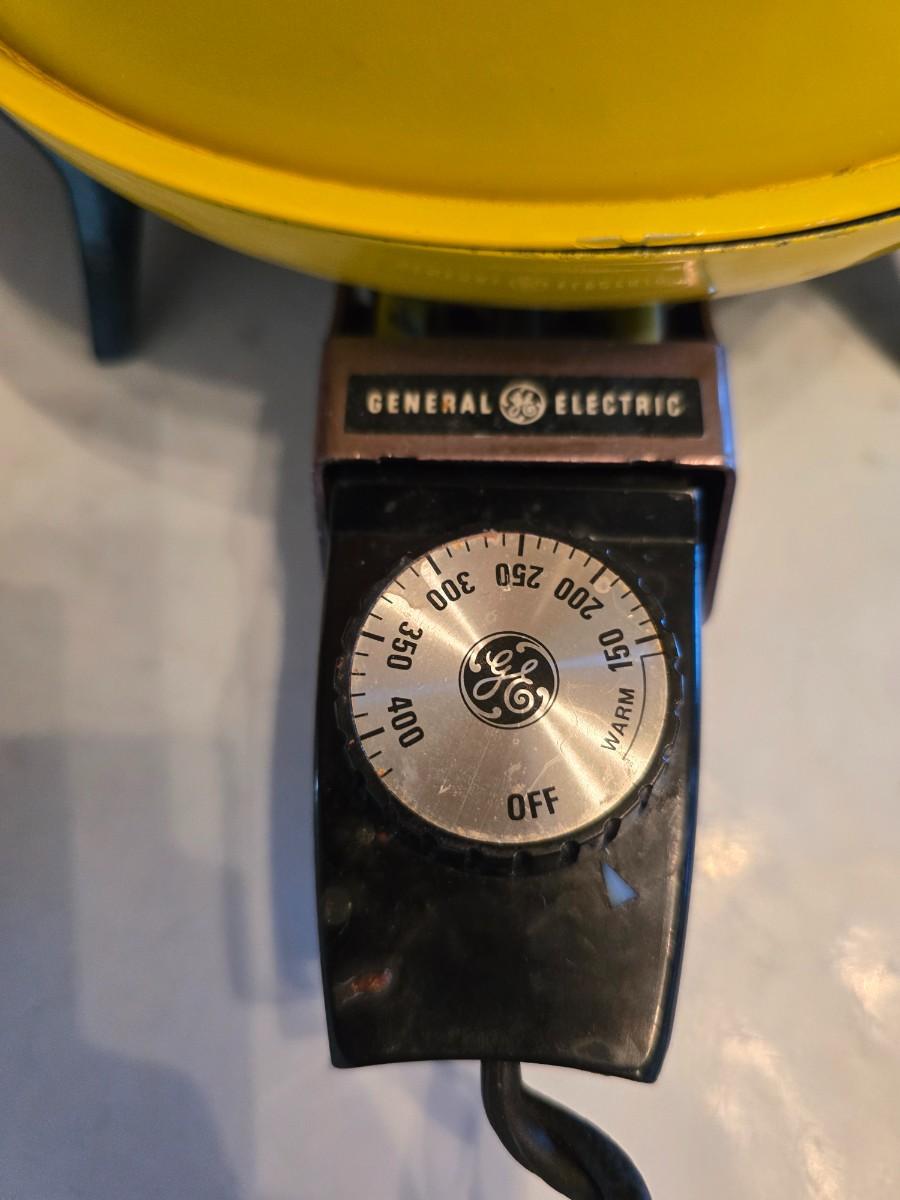 GENERAL GE ELECTRIC
150
200
250
300
350
400
GE
WARM
OFF